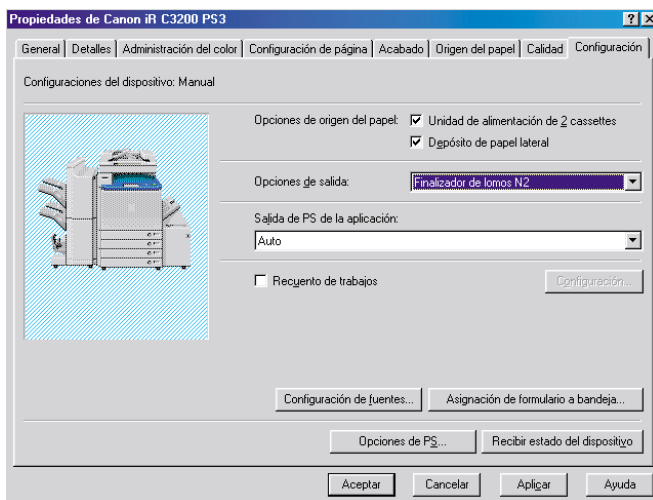 Propiedades de Canon iR C3200 PS3
General Detalles Administración del color Configuración de página Acabado Origen del papel Calidad Configuración
Configuraciones del dispositivo: Manual
Opciones de origen del papel: Unidad de alimentación de 2 cassettes
Depósito de papel lateral
Opciones de salida: Finalizador de lomos N2
Salida de PS de la aplicación:
Auto
Recuento de trabajos Configuración...
Configuración de fuentes... Asignación de formulario a bandeja...
Opciones de PS... Recibir estado del dispositivo
Aceptar Cancelar Aplicar Ayuda